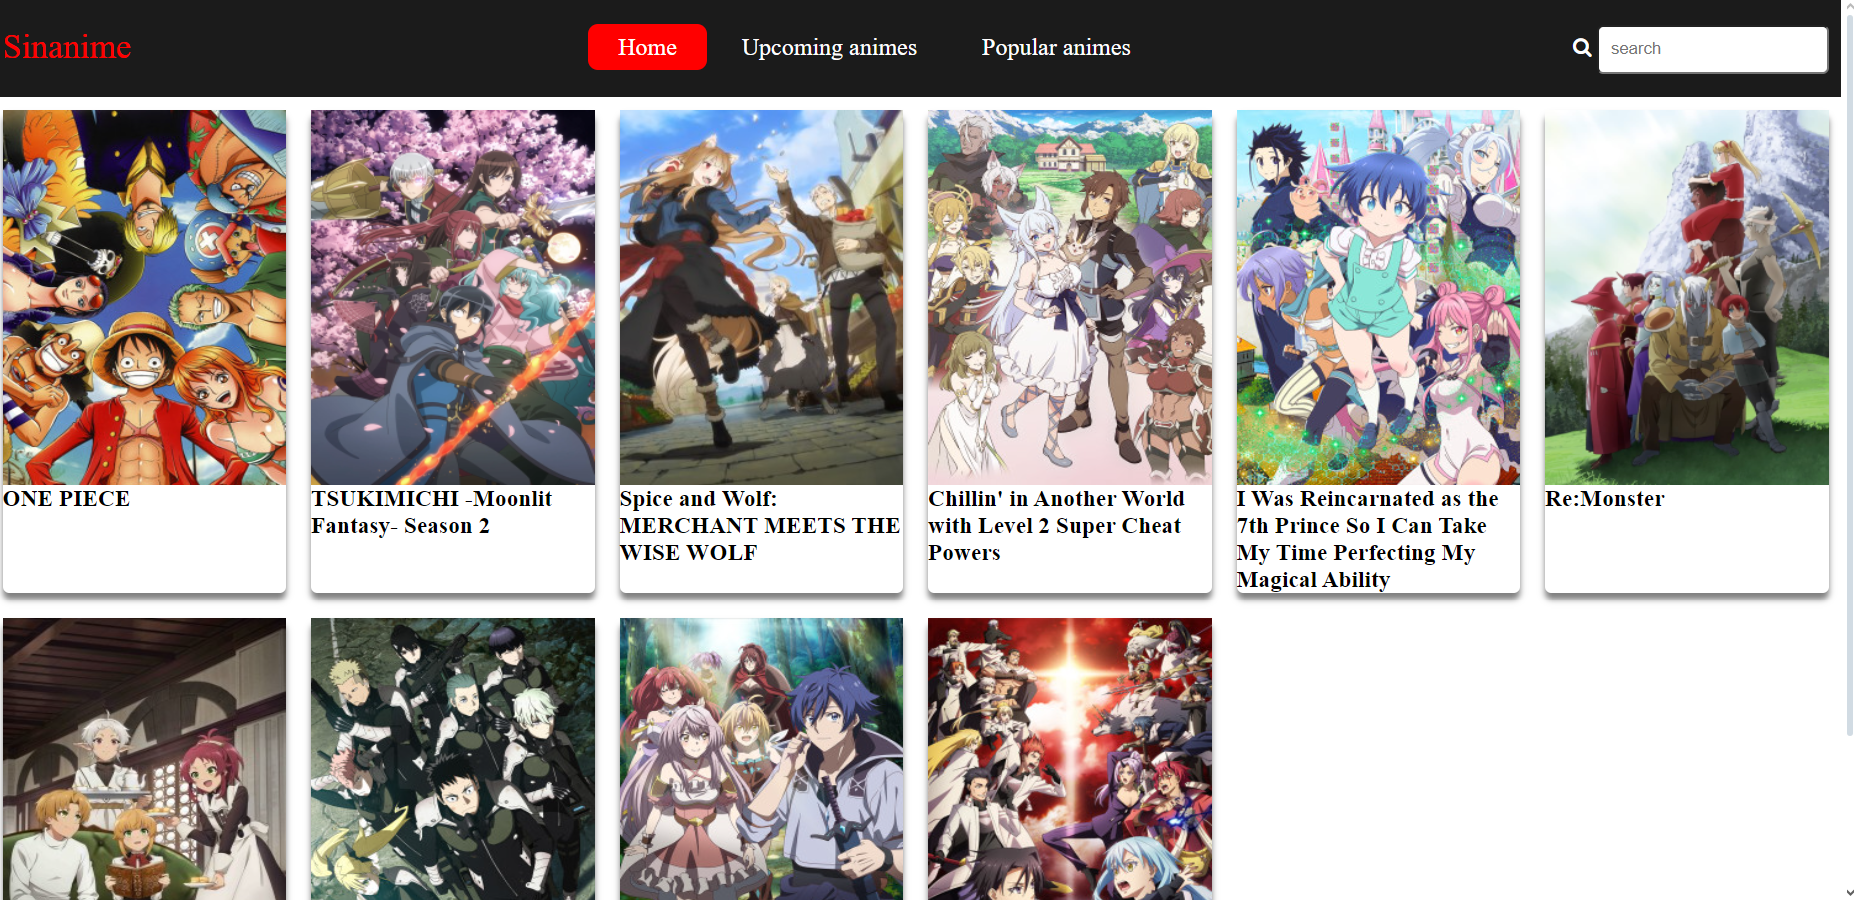 Sinanime
Home
Upcoming animes
Popular animes
search
ONE PIECE
TSUKIMICHI -Moonlit
Fantasy- Season 2
Spice and Wolf:
MERCHANT MEETS THE
WISE WOLF
Chillin' in Another World
with Level 2 Super Cheat
Powers
I Was Reincarnated as the
7th Prince So I Can Take
My Time Perfecting My
Magical Ability
Re:Monster